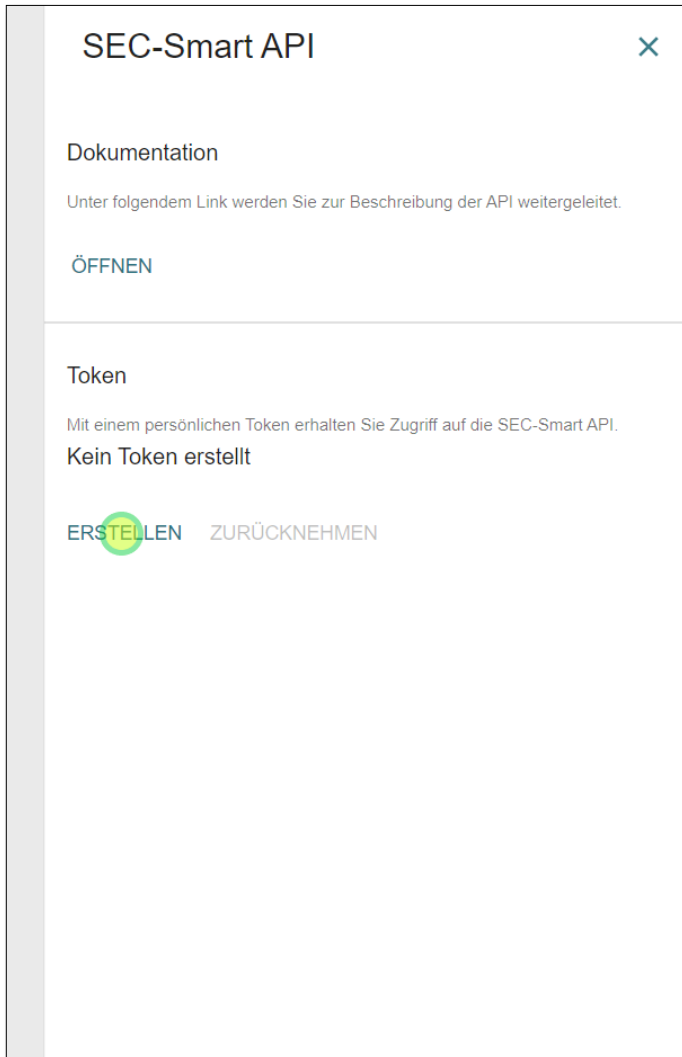 SEC-Smart API
Dokumentation
Unter folgendem Link werden Sie zur Beschreibung der API weitergeleitet.
ÖFFNEN
Token
Mit einem persönlichen Token erhalten Sie Zugriff auf die SEC-Smart API.
Kein Token erstellt
ERSTELLEN ZURÜCKNEHMEN